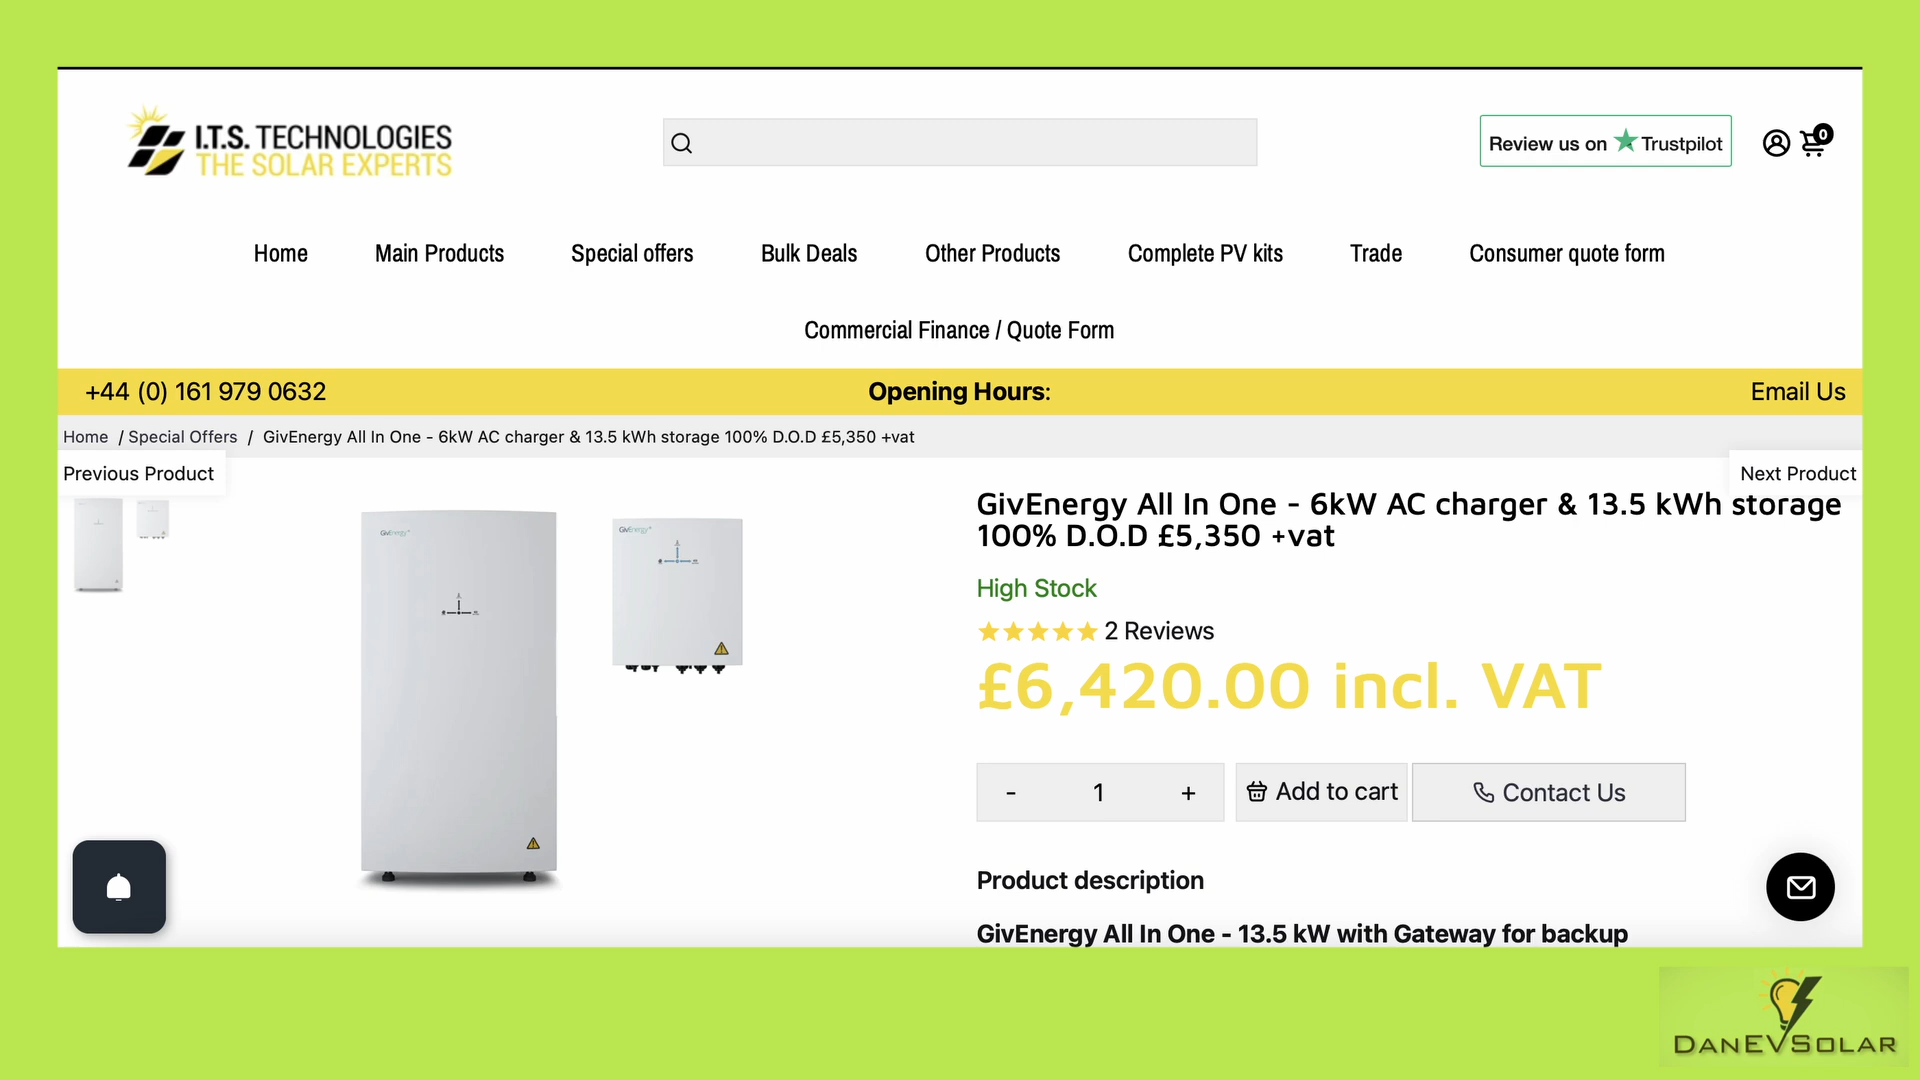 I.T.S. TECHNOLOGIES
THE SOLAR EXPERTS
Review us on Trustpilot
0
Home Main Products Special offers Bulk Deals Other Products Complete PV kits Trade Consumer quote form
Commercial Finance / Quote Form
+44 (0) 161 979 0632 Opening Hours: Email Us
Home / Special Offers / GivEnergy All In One - 6kW AC charger & 13.5 kWh storage 100% D.O.D £5,350 +vat
Previous Product Next Product
GivEnergy
GivEnergy
GivEnergy All In One - 6kW AC charger & 13.5 kWh storage
100% D.O.D £5,350 +vat
High Stock
2 Reviews
£6,420.00 incl. VAT
- 1 + Add to cart Contact Us
Product description
GivEnergy All In One - 13.5 kW with Gateway for backup
DANEVSOLAR